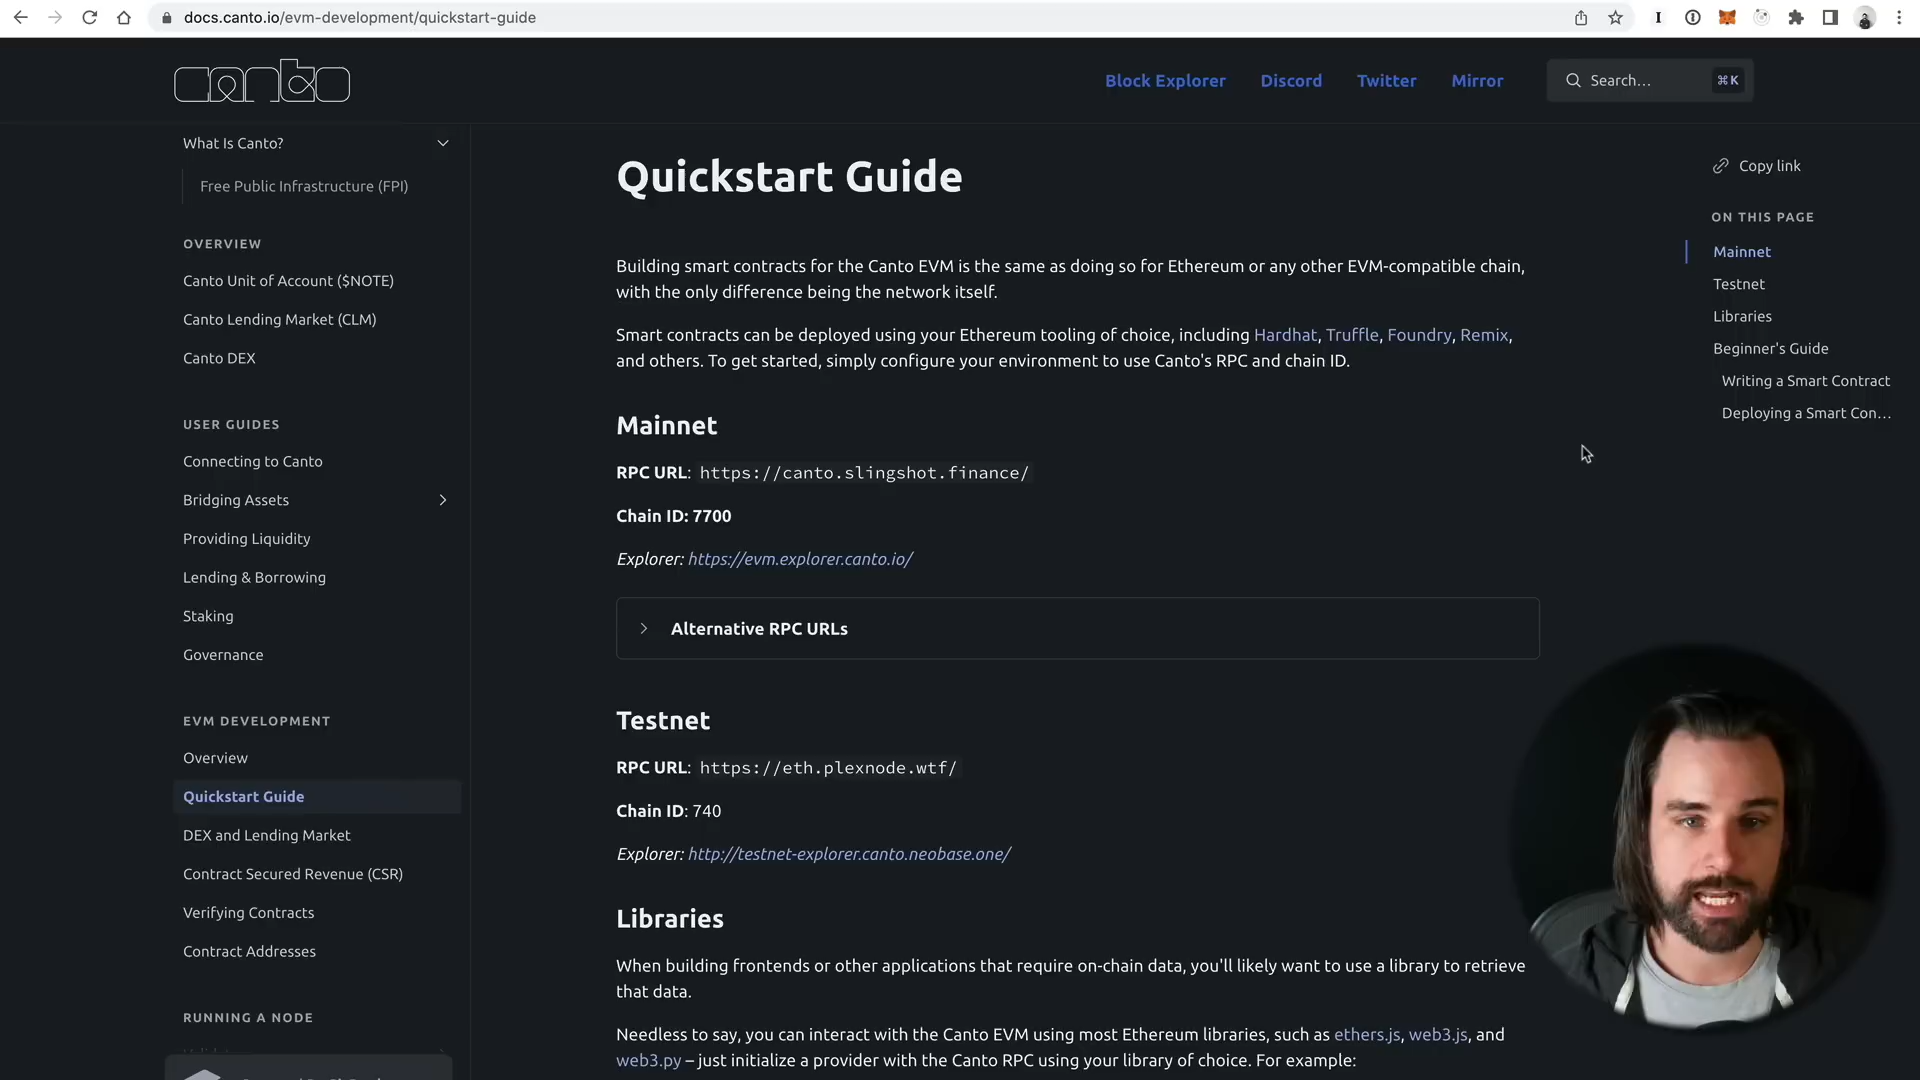 docs.canto.io/evm-development/quickstart-guide
canto
Block Explorer
Discord
Twitter
Mirror
Search...
⌘K
What Is Canto?
Free Public Infrastructure (FPI)
OVERVIEW
Canto Unit of Account ($NOTE)
Canto Lending Market (CLM)
Canto DEX
USER GUIDES
Connecting to Canto
Bridging Assets
Providing Liquidity
Lending & Borrowing
Staking
Governance
EVM DEVELOPMENT
Overview
Quickstart Guide
DEX and Lending Market
Contract Secured Revenue (CSR)
Verifying Contracts
Contract Addresses
RUNNING A NODE
Quickstart Guide
Building smart contracts for the Canto EVM is the same as doing so for Ethereum or any other EVM-compatible chain,
with the only difference being the network itself.
Smart contracts can be deployed using your Ethereum tooling of choice, including Hardhat, Truffle, Foundry, Remix,
and others. To get started, simply configure your environment to use Canto's RPC and chain ID.
Mainnet
RPC URL: https://canto.slingshot.finance/
Chain ID: 7700
Explorer: https://evm.explorer.canto.io/
Alternative RPC URLs
Testnet
RPC URL: https://eth.plexnode.wtf/
Chain ID: 740
Explorer: http://testnet-explorer.canto.neobase.one/
Libraries
When building frontends or other applications that require on-chain data, you'll likely want to use a library to retrieve
that data.
Needless to say, you can interact with the Canto EVM using most Ethereum libraries, such as ethers.js, web3.js, and
web3.py – just initialize a provider with the Canto RPC using your library of choice. For example:
Copy link
ON THIS PAGE
Mainnet
Testnet
Libraries
Beginner's Guide
Writing a Smart Contract
Deploying a Smart Con...